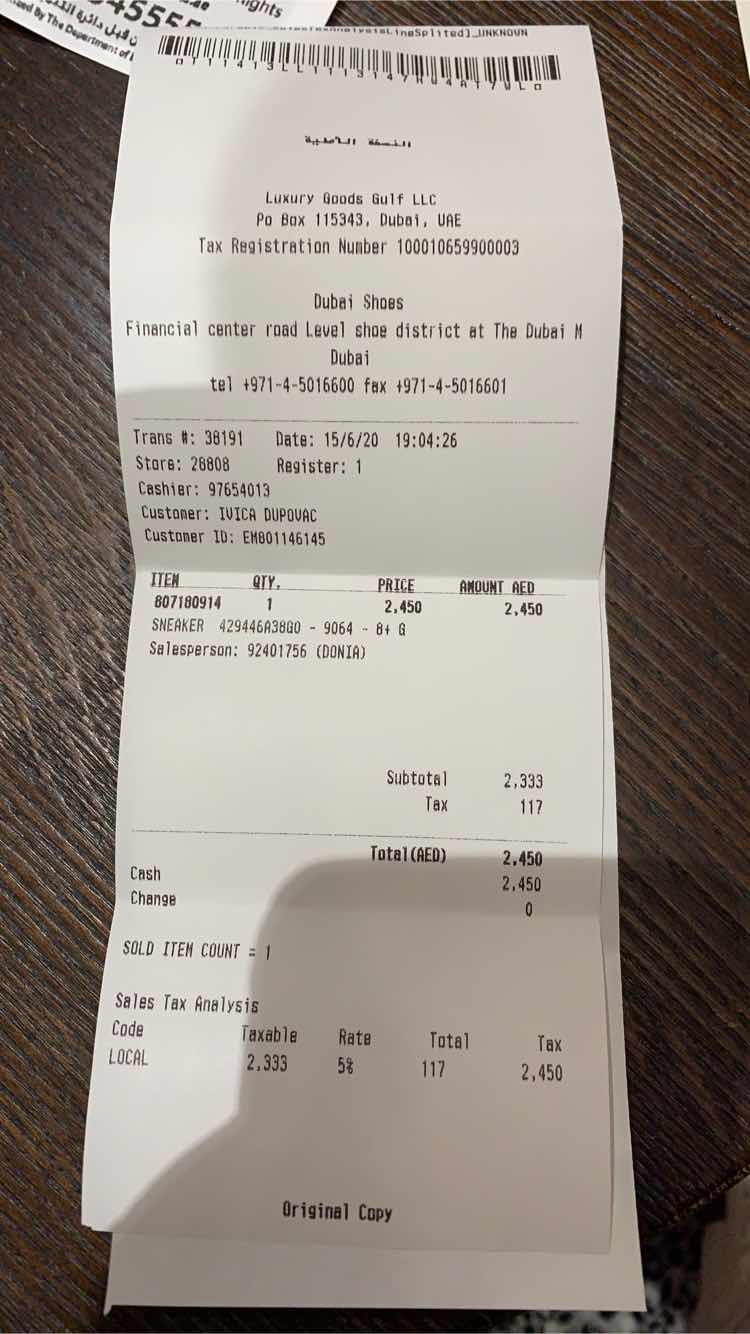 45555
ights
ن قبل دائرة
zed By The Department of
LineSplited]_UNKNOWN
النسخة الأصلية
Luxury Goods Gulf LLC
Po Box 115343, Dubai, UAE
Tax Registration Number 100010659900003
Dubai Shoes
Financial center road Level shoe district at The Dubai M
Dubai
tel +971-4-5016600 fax +971-4-5016601
Trans #: 38191 Date: 15/6/20 19:04:26
Store: 28808 Register: 1
Cashier: 97654013
Customer: IVICA DUPOVAC
Customer ID: EM801146145
ITEM QTY. PRICE AMOUNT AED
807180914 1 2,450 2,450
SNEAKER 429446A38G0 - 9064 - 8+ G
Salesperson: 92401756 (DONIA)
Subtotal 2,333
Tax 117
Total(AED) 2,450
Cash 2,450
Change 0
SOLD ITEM COUNT = 1
Sales Tax Analysis
Code Taxable Rate Total Tax
LOCAL 2,333 5% 117 2,450
Original Copy